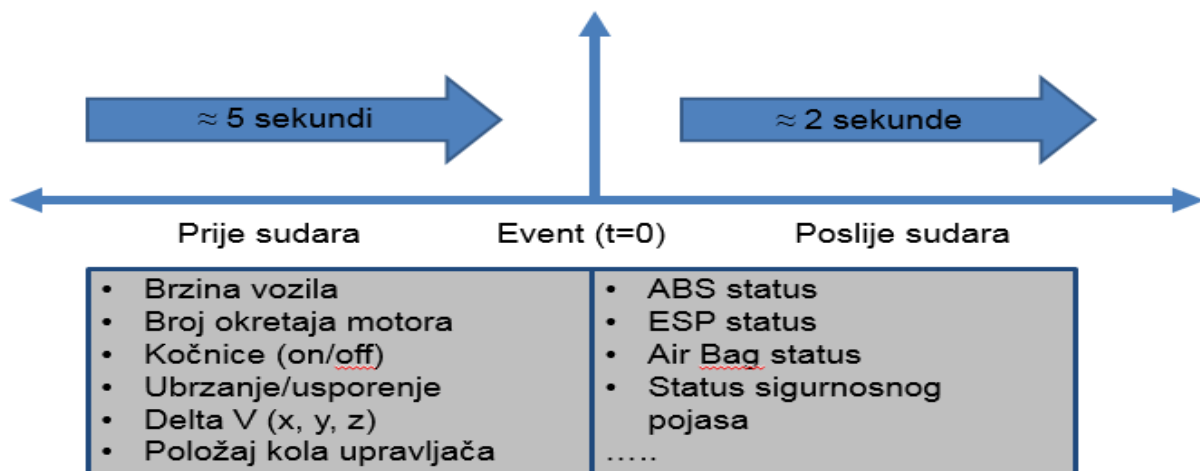 ≈ 5 sekundi
≈ 2 sekunde
Prije sudara
Event (t=0)
Poslije sudara
• Brzina vozila
• Broj okretaja motora
• Kočnice (on/off)
• Ubrzanje/usporenje
• Delta V (x, y, z)
• Položaj kola upravljača
• ABS status
• ESP status
• Air Bag status
• Status sigurnosnog
pojasa
.....